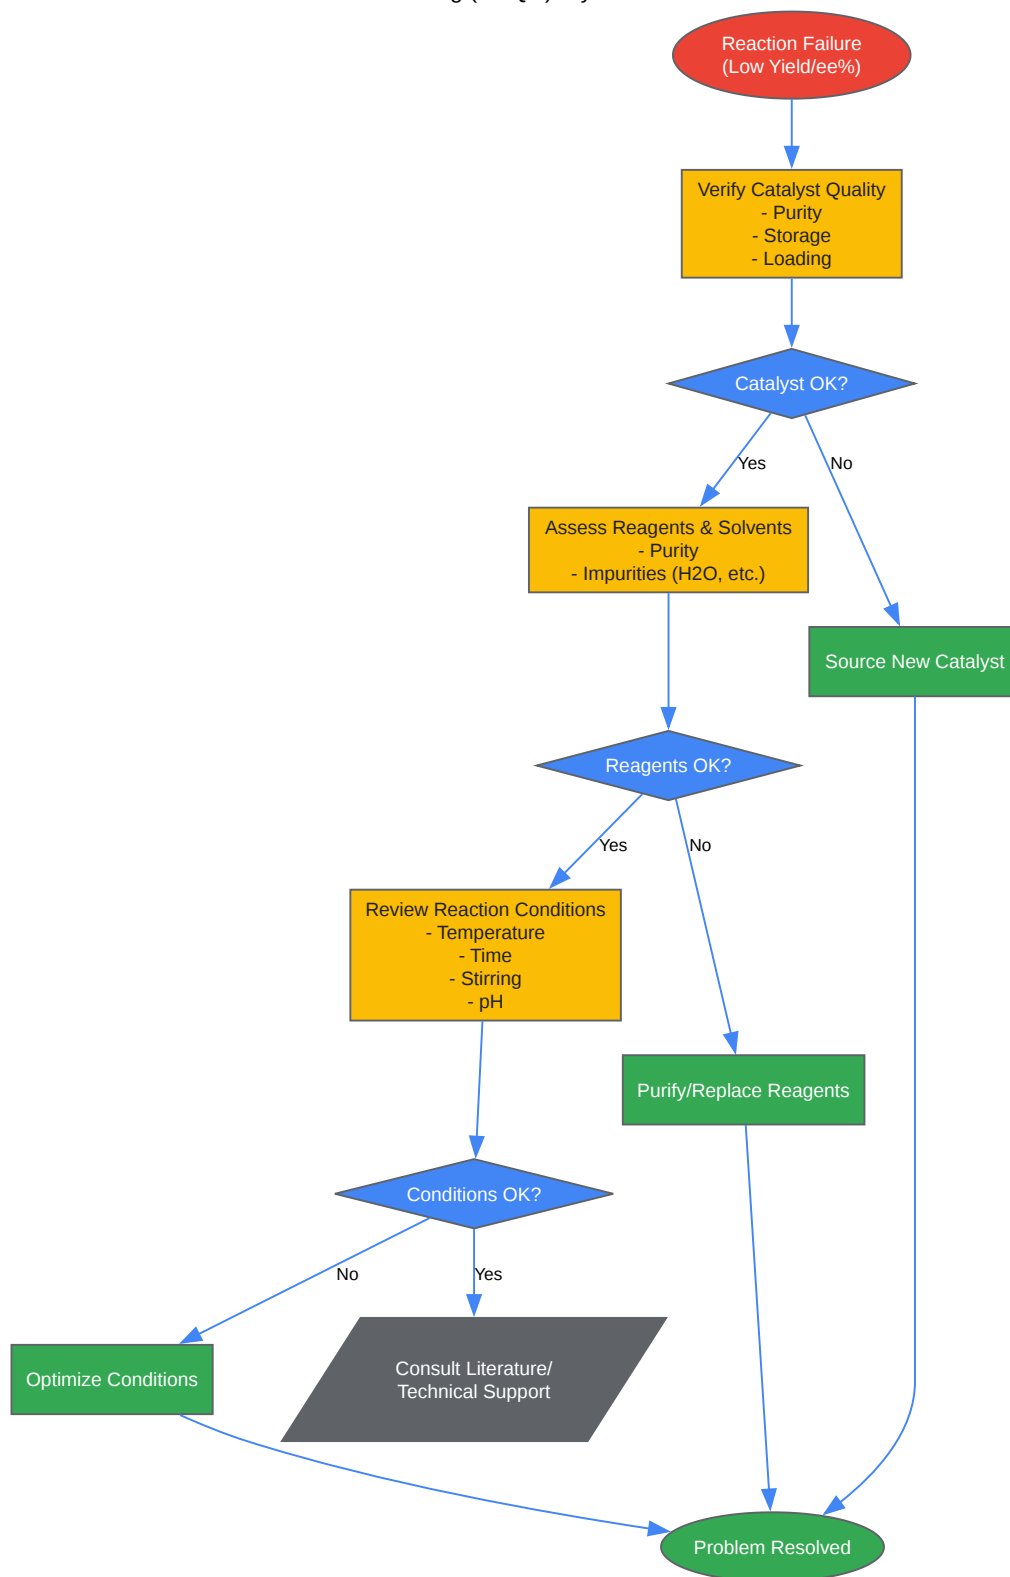 Reaction Failure
(Low Yield/ee%)
Verify Catalyst Quality
- Purity
- Storage
- Loading
Catalyst OK?
Yes
No
Assess Reagents & Solvents
- Purity
- Impurities (H2O, etc.)
Source New Catalyst
Reagents OK?
Yes
No
Review Reaction Conditions
- Temperature
- Time
- Stirring
- pH
Purify/Replace Reagents
Conditions OK?
No
Yes
Optimize Conditions
Consult Literature/
Technical Support
Problem Resolved